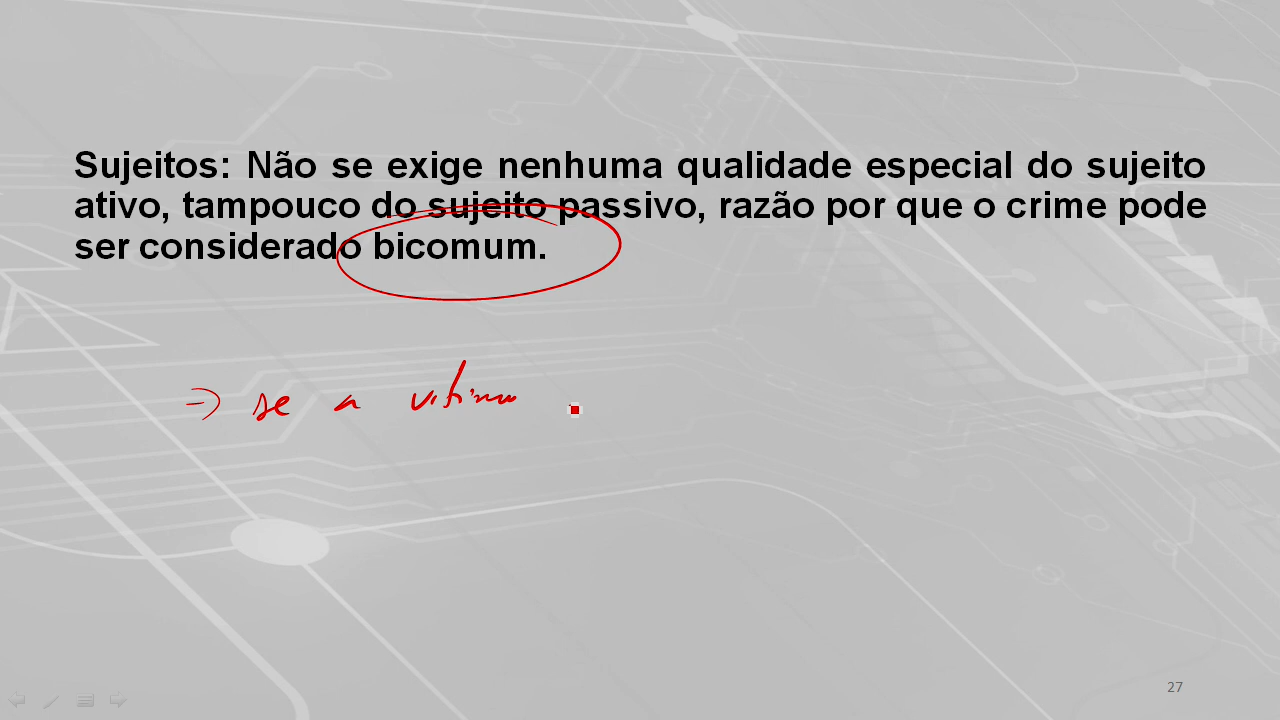 Sujeitos: Não se exige nenhuma qualidade especial do sujeito
ativo, tampouco do sujeito passivo, razão por que o crime pode
ser considerado bicomum.
→ se a vitima
27